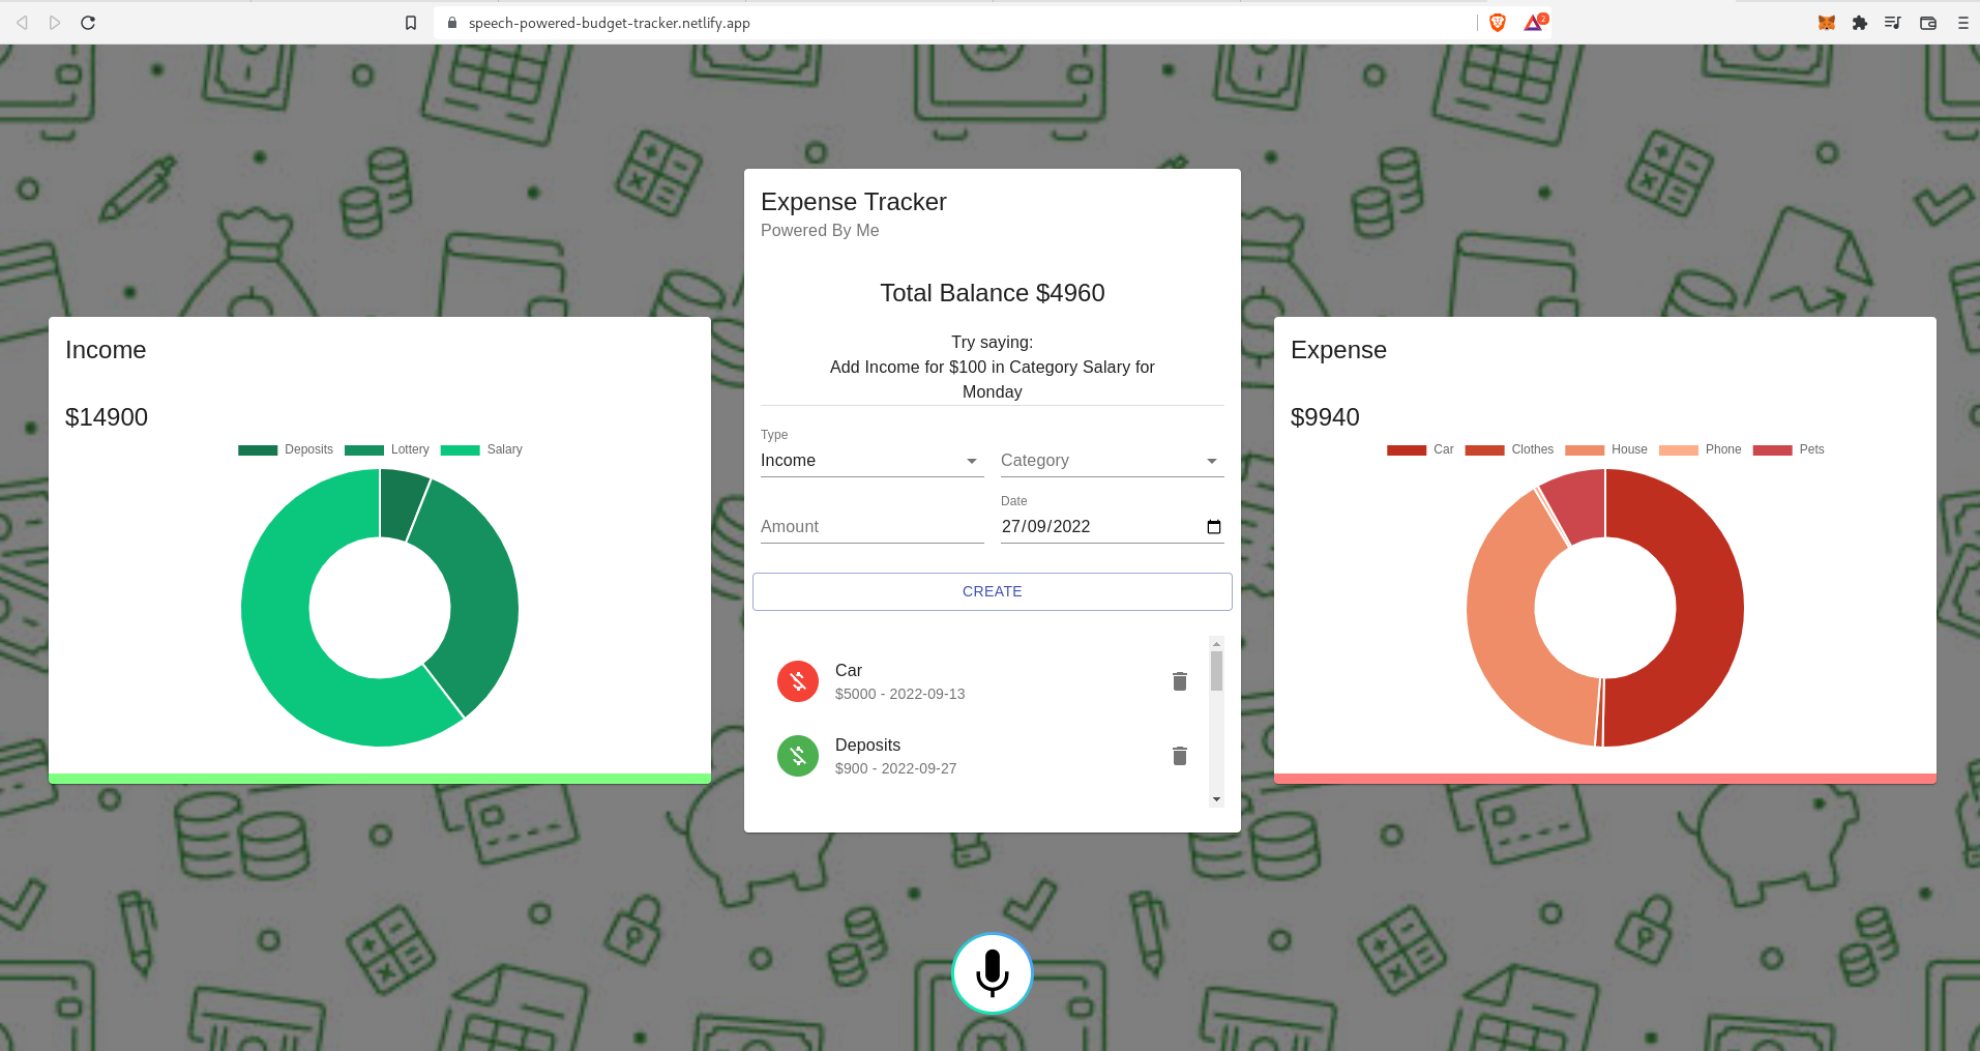 speech-powered-budget-tracker.netlify.app
2
Expense Tracker
Powered By Me
Total Balance $4960
Try saying:
Add Income for $100 in Category Salary for
Monday
Type
Income
Category
Amount
Date
27/09/2022
CREATE
Car
$5000 - 2022-09-13
Deposits
$900 - 2022-09-27
Income
$14900
Deposits Lottery Salary
Expense
$9940
Car Clothes House Phone Pets